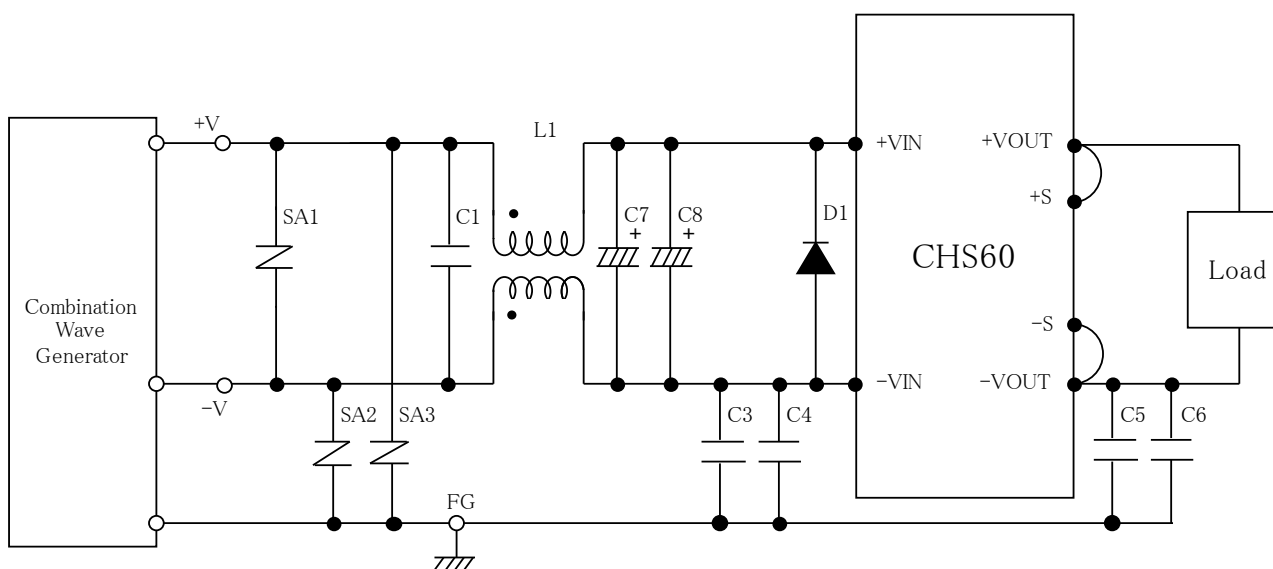 +V
L1
+VIN
+VOUT
SA1
C1
C7
+
C8
+
D1
+S
CHS60
Load
Combination
Wave
Generator
−S
−V
−VIN
−VOUT
SA2
SA3
C3
C4
C5
C6
FG